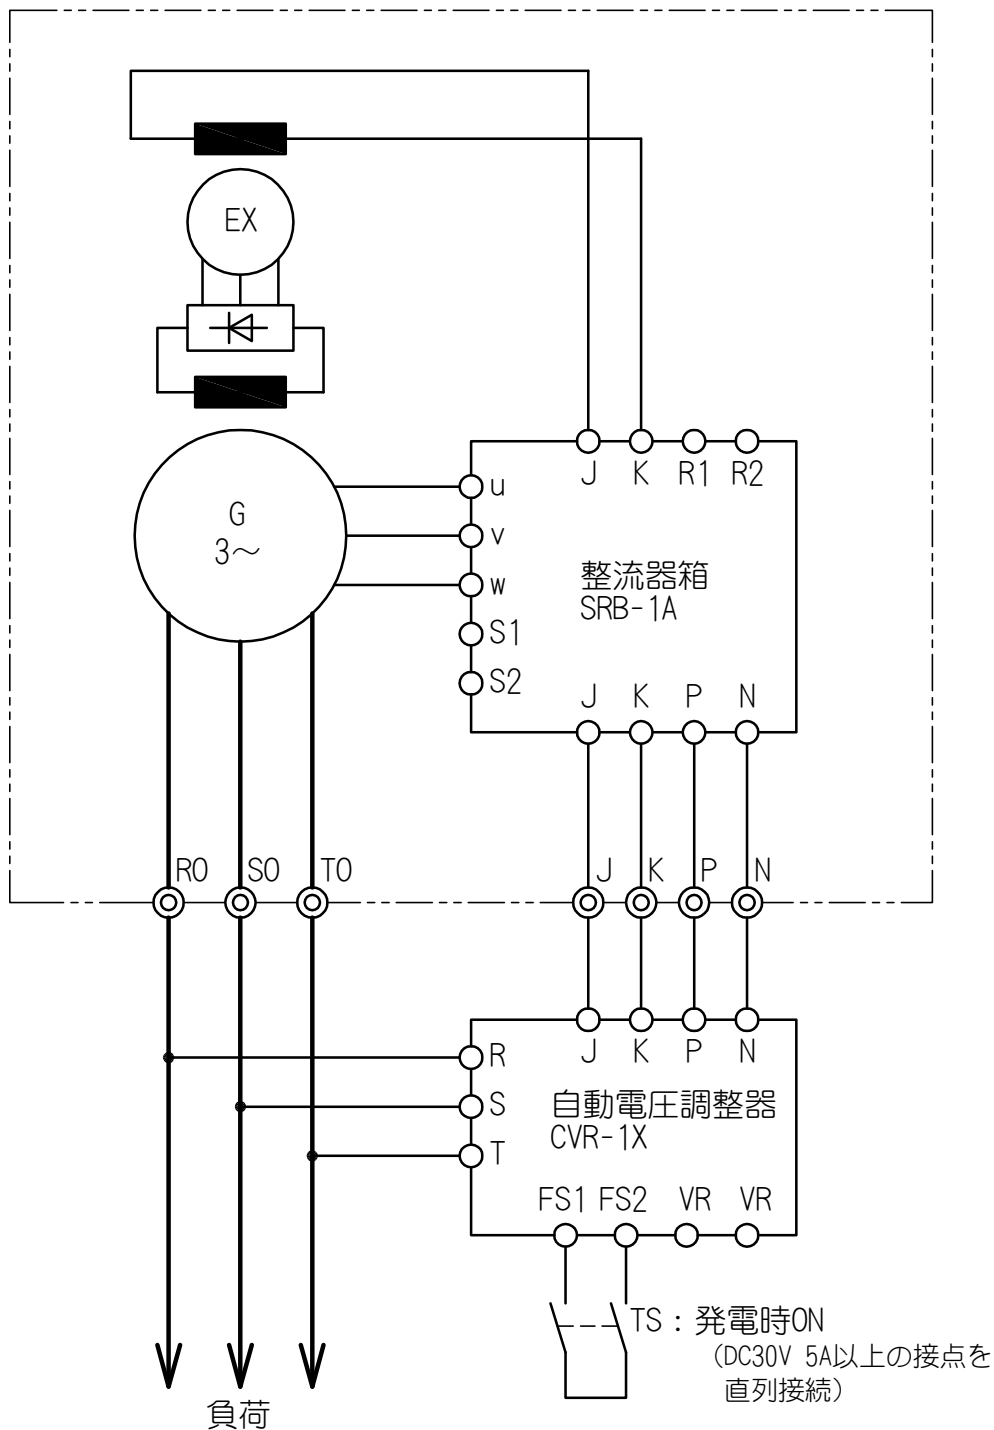 EX
J K R1 R2
G
3～
u
v
w
S1
S2
整流器箱
SRB-1A
J K P N
R0 S0 T0 J K P N
J K P N
R
S
T
自動電圧調整器
CVR-1X
FS1 FS2 VR VR
TS：発電時ON
（DC30V 5A以上の接点を
直列接続）
負荷